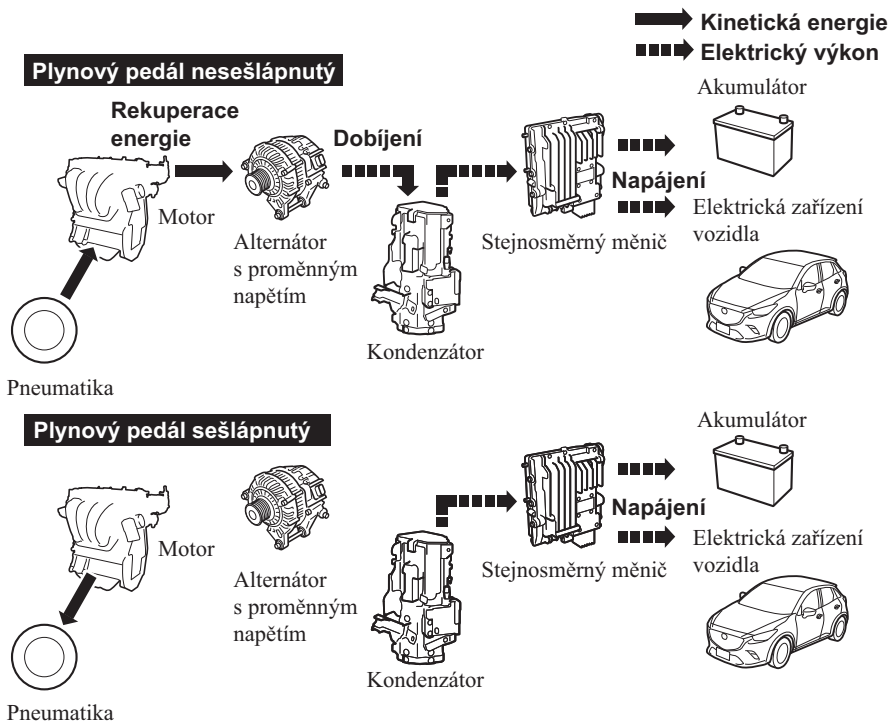 Kinetická energie
Elektrický výkon
Plynový pedál nesešlápnutý
Akumulátor
Rekuperace
energie
Dobíjení
Napájení
Motor
Elektrická zařízení
vozidla
Alternátor
s proměnným
napětím
Stejnosměrný měnič
Kondenzátor
Pneumatika
Plynový pedál sešlápnutý
Akumulátor
Napájení
Motor
Elektrická zařízení
vozidla
Alternátor
s proměnným
napětím
Stejnosměrný měnič
Kondenzátor
Pneumatika